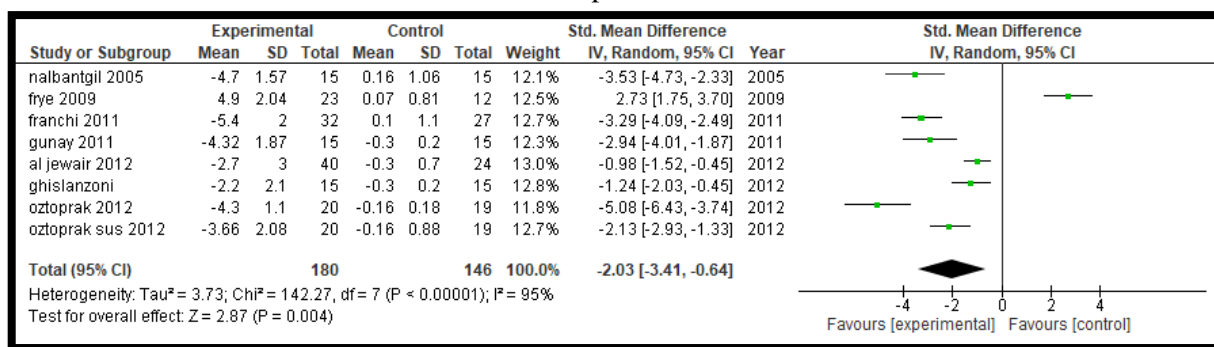 Experimental Control Std. Mean Difference Std. Mean Difference
Study or Subgroup Mean SD Total Mean SD Total Weight IV, Random, 95% CI Year IV, Random, 95% CI
nalbantgil 2005 -4.7 1.57 15 0.16 1.06 15 12.1% -3.53 [-4.73, -2.33] 2005
frye 2009 4.9 2.04 23 0.07 0.81 12 12.5% 2.73 [1.75, 3.70] 2009
franchi 2011 -5.4 2 32 0.1 1.1 27 12.7% -3.29 [-4.09, -2.49] 2011
gunay 2011 -4.32 1.87 15 -0.3 0.2 15 12.4% -2.94 [-4.01, -1.87] 2011
al jewair 2012 -2.7 3 40 -0.3 0.7 24 13.0% -0.98 [-1.52, -0.45] 2012
ghislanzoni -2.2 2.1 15 -0.3 0.2 15 12.8% -1.24 [-2.03, -0.45] 2012
oztoprak 2012 -4.3 1.1 20 -0.16 0.18 19 11.8% -5.08 [-6.43, -3.74] 2012
oztoprak sus 2012 -3.66 2.08 20 -0.16 0.88 19 12.7% -2.13 [-2.93, -1.33] 2012
Total (95% CI) 180 146 100.0% -2.03 [-3.41, -0.64]
Heterogeneity: Tau² = 3.73; Chi² = 142.27, df = 7 (P < 0.00001); I² = 95%
Test for overall effect: Z = 2.87 (P = 0.004)
-4 -2 0 2 4
Favours [experimental] Favours [control]